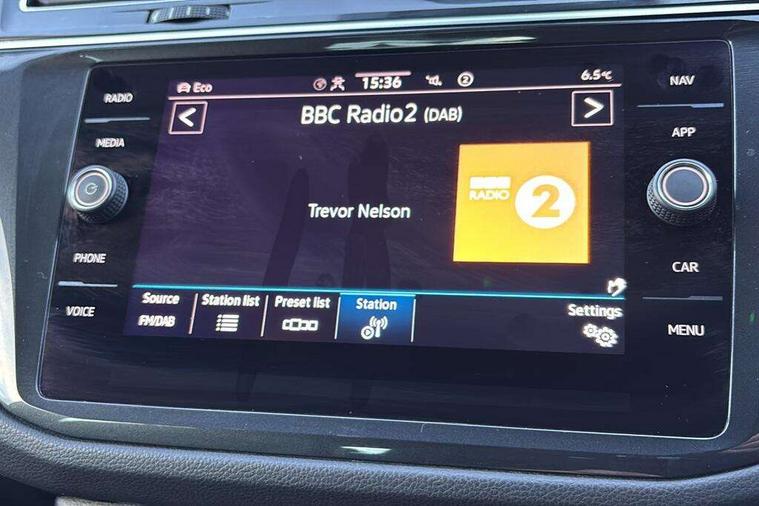 Eco
15:36
2
6.5°C
BBC Radio2 (DAB)
Trevor Nelson
BBC
RADIO 2
Source
FM/DAB
Station list
Preset list
Station
Settings
RADIO
MEDIA
PHONE
VOICE
NAV
APP
CAR
MENU